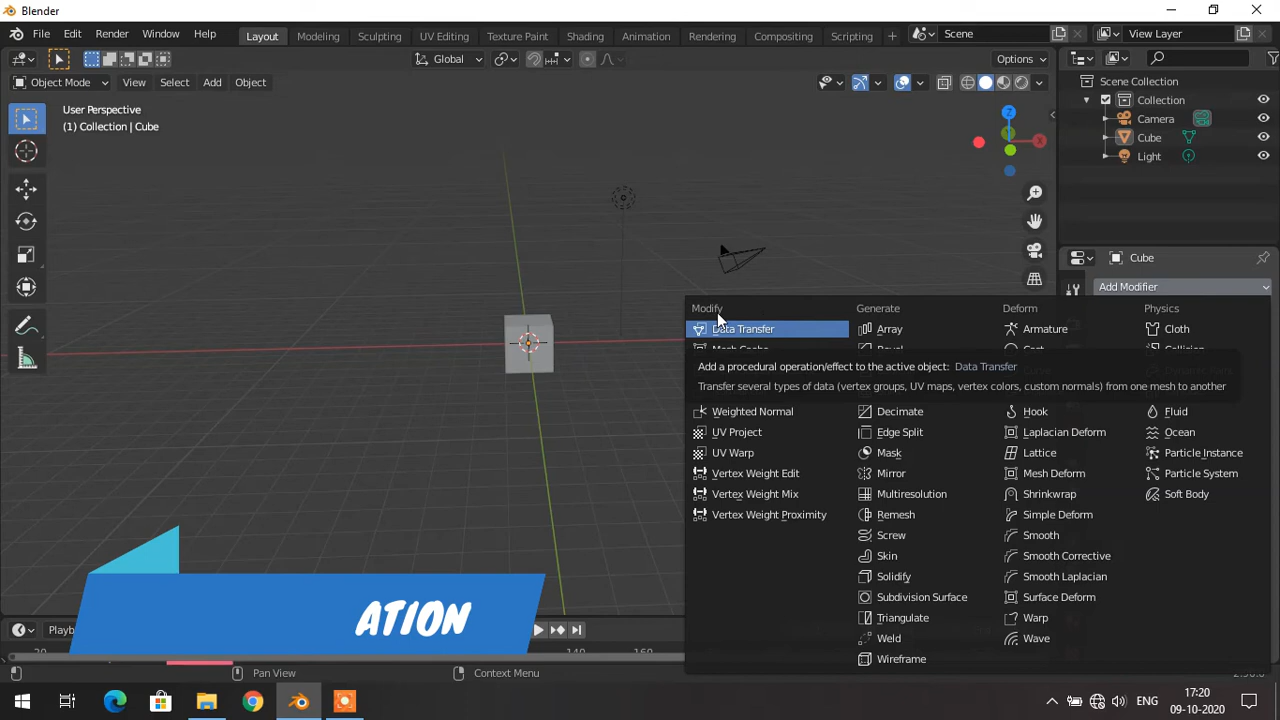 Blender
File Edit Render Window Help Layout Modeling Sculpting UV Editing Texture Paint Shading Animation Rendering Compositing Scripting + Scene View Layer
Global Options
Object Mode View Select Add Object
Scene Collection
Collection
Camera
Cube
Light
User Perspective
(1) Collection | Cube
Z
X
Cube
Add Modifier
Modify Generate Deform Physics
Data Transfer Array Armature Cloth
Add a procedural operation/effect to the active object: Data Transfer
Transfer several types of data (vertex groups, UV maps, vertex colors, custom normals) from one mesh to another
Weighted Normal Decimate Hook Fluid
UV Project Edge Split Laplacian Deform Ocean
UV Warp Mask Lattice Particle Instance
Vertex Weight Edit Mirror Mesh Deform Particle System
Vertex Weight Mix Multiresolution Shrinkwrap Soft Body
Vertex Weight Proximity Remesh Simple Deform
Screw Smooth
Skin Smooth Corrective
Solidify Smooth Laplacian
Subdivision Surface Surface Deform
Triangulate Warp
Weld Wave
Wireframe
ATION
Pan View Context Menu
ENG
17:20
09-10-2020